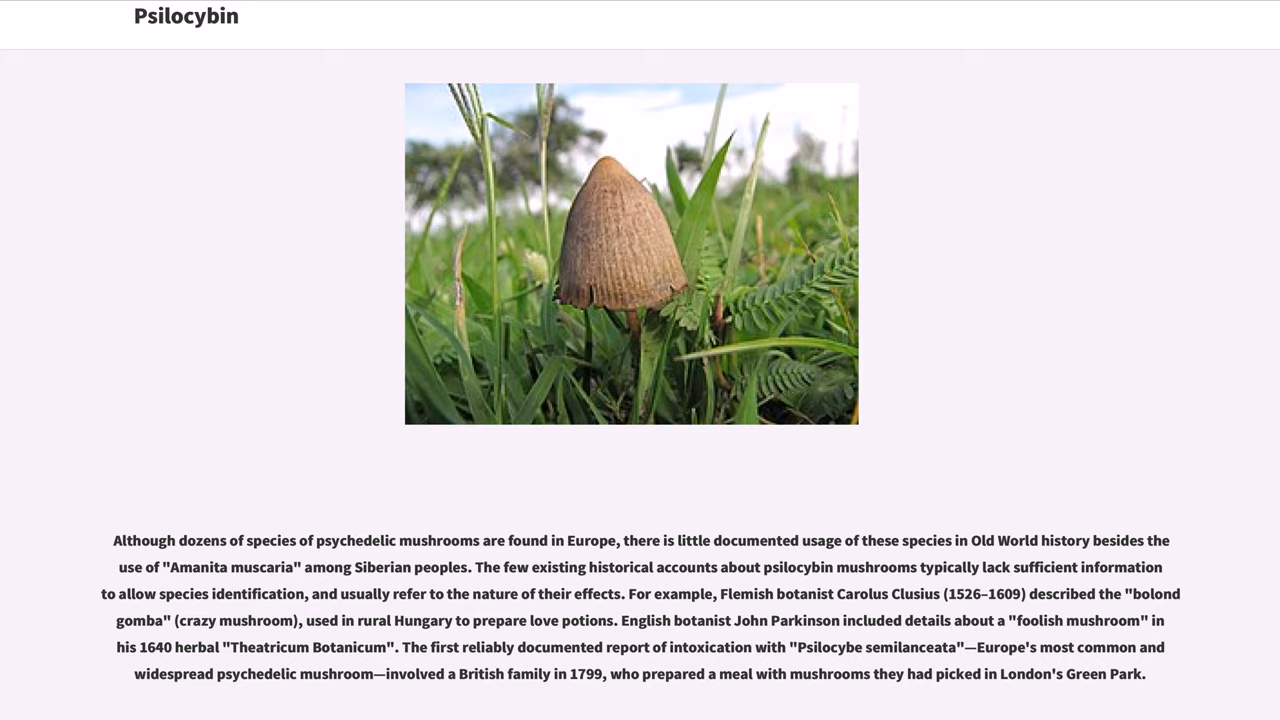 Psilocybin
Although dozens of species of psychedelic mushrooms are found in Europe, there is little documented usage of these species in Old World history besides the
use of "Amanita muscaria" among Siberian peoples. The few existing historical accounts about psilocybin mushrooms typically lack sufficient information
to allow species identification, and usually refer to the nature of their effects. For example, Flemish botanist Carolus Clusius (1526–1609) described the "bolond
gomba" (crazy mushroom), used in rural Hungary to prepare love potions. English botanist John Parkinson included details about a "foolish mushroom" in
his 1640 herbal "Theatricum Botanicum". The first reliably documented report of intoxication with "Psilocybe semilanceata"—Europe's most common and
widespread psychedelic mushroom—involved a British family in 1799, who prepared a meal with mushrooms they had picked in London's Green Park.